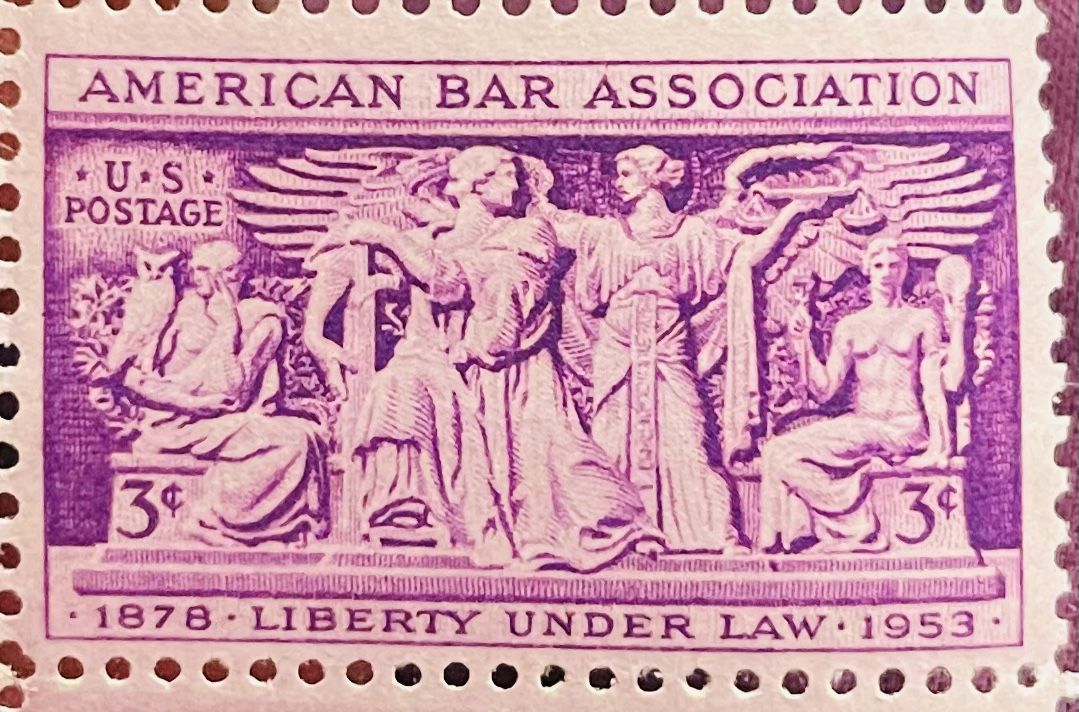 AMERICAN BAR ASSOCIATION
· U · S ·
POSTAGE
3¢
3¢
· 1878 · LIBERTY UNDER LAW · 1953 ·